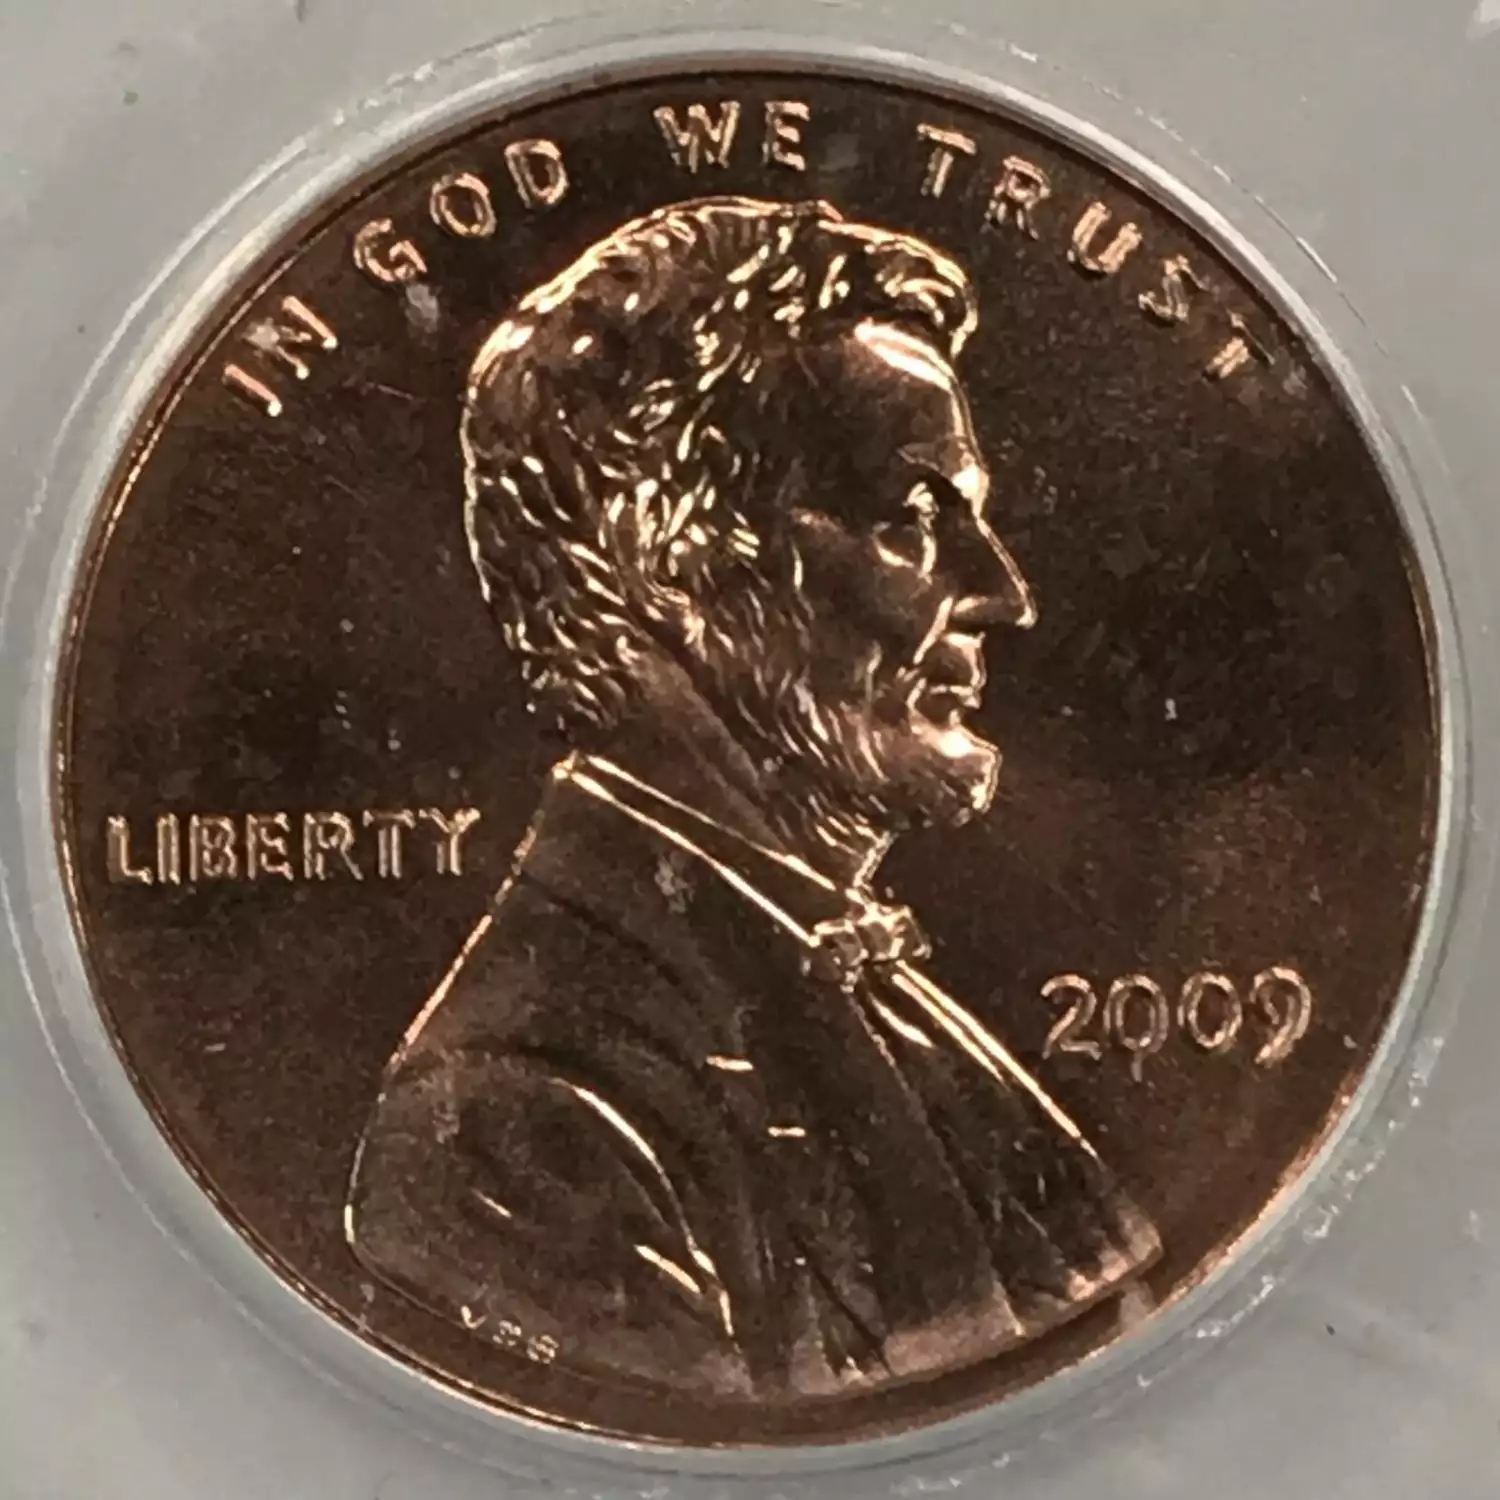 IN GOD WE TRUST
LIBERTY
2009
VDB